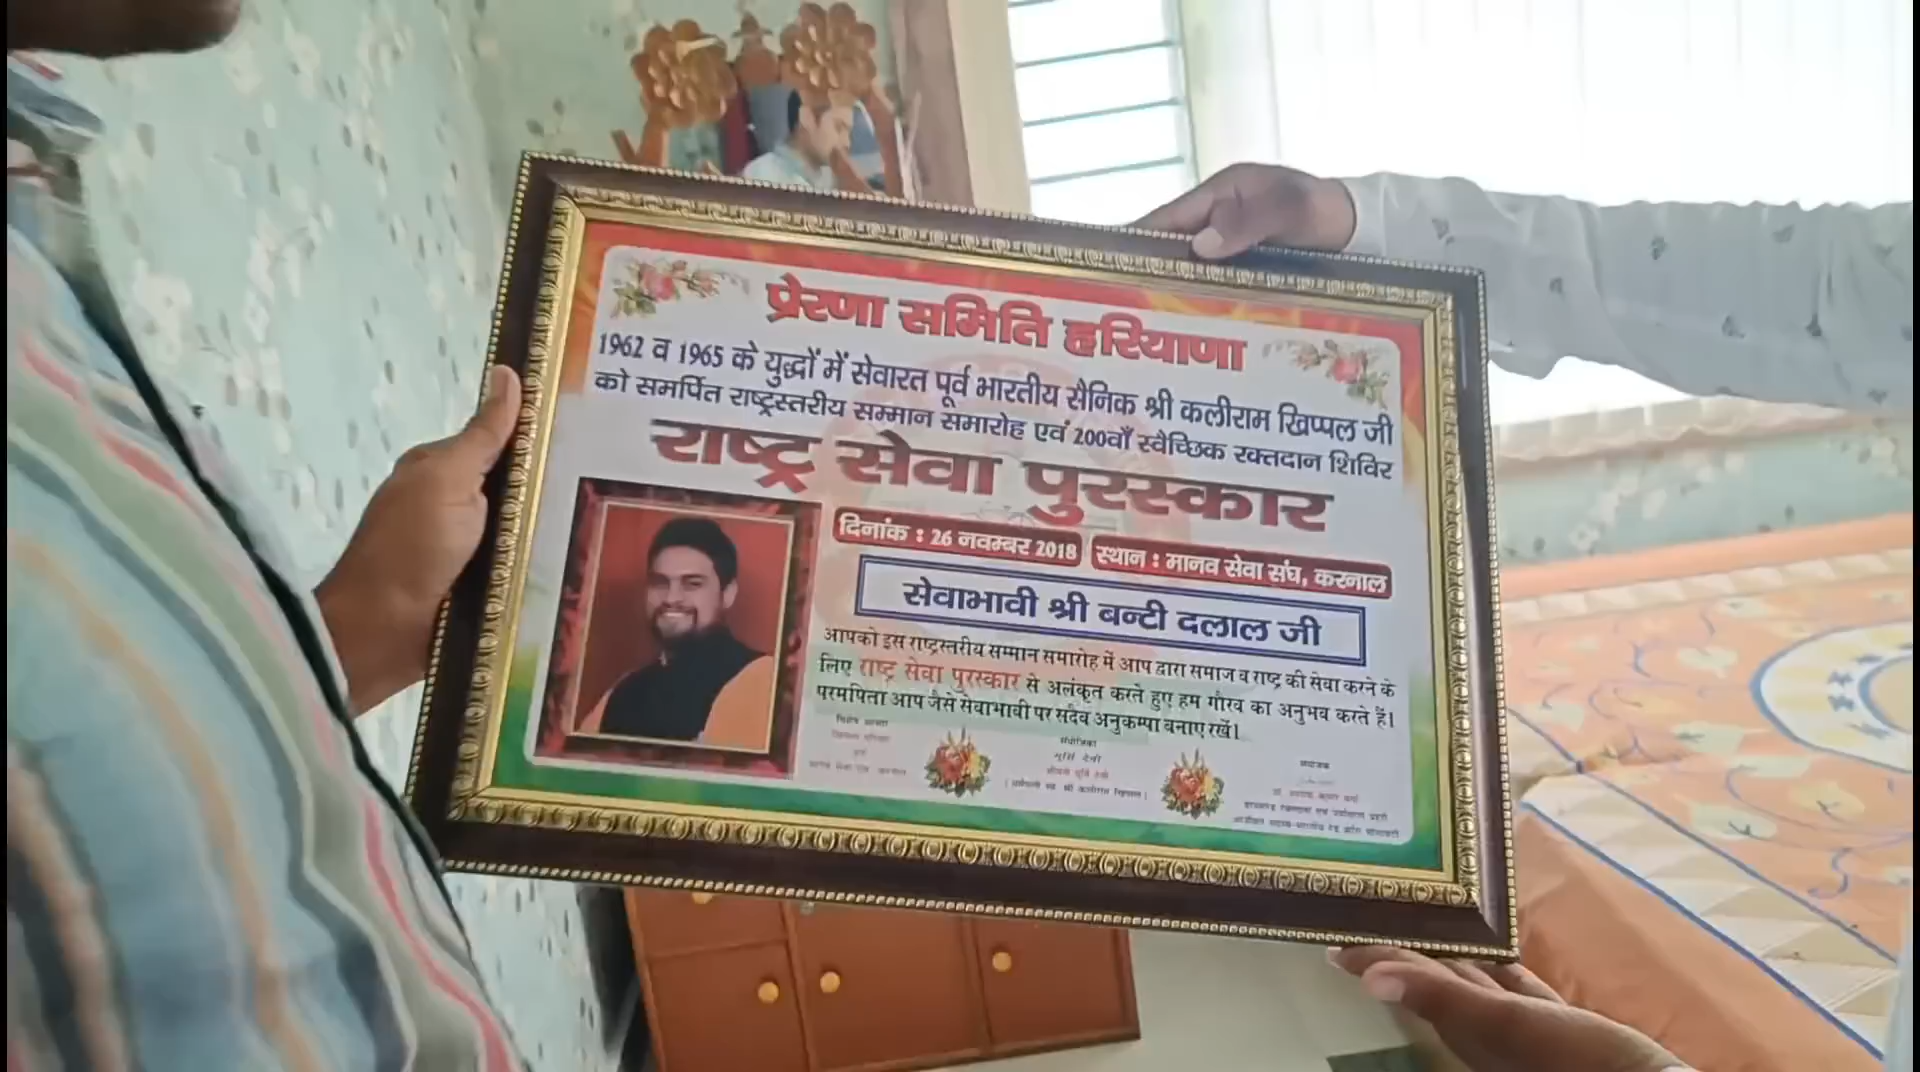 प्रेरणा समिति हरियाणा
1962 व 1965 के युद्धों में सेवारत पूर्व भारतीय सैनिक श्री कलीराम खिप्पल जी
को समर्पित राष्ट्रस्तरीय सम्मान समारोह एवं 200वाँ स्वैच्छिक रक्तदान शिविर
राष्ट्र सेवा पुरस्कार
दिनांक : 26 नवम्बर 2018 स्थान : मानव सेवा संघ, करनाल
सेवाभावी श्री बन्टी दलाल जी
आपको इस राष्ट्रस्तरीय सम्मान समारोह में आप द्वारा समाज व राष्ट्र की सेवा करने के
लिए राष्ट्र सेवा पुरस्कार से अलंकृत करते हुए हम गौरव का अनुभव करते हैं।
परमपिता आप जैसे सेवाभावी पर सदैव अनुकम्पा बनाए रखें।
संयोजिका
मूर्ति देवी